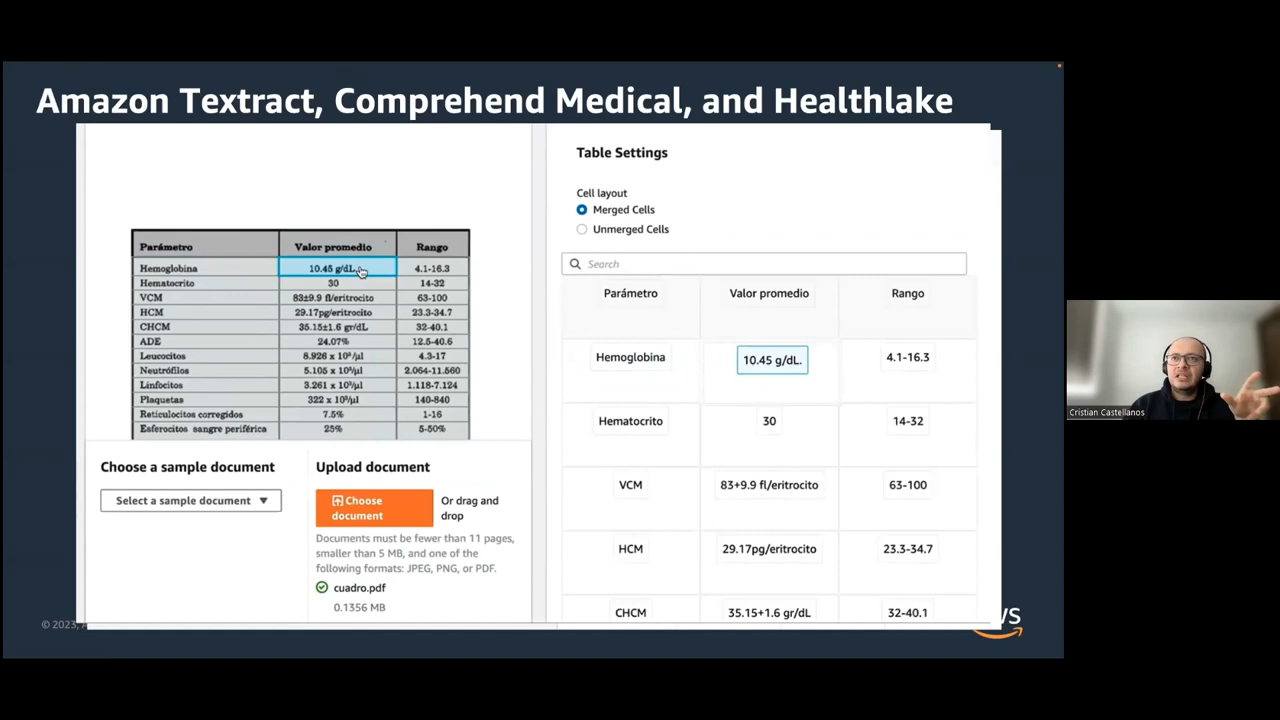 Amazon Textract, Comprehend Medical, and Healthlake
Parámetro Valor promedio Rango
Hemoglobina 10.45 g/dL. 4.1-16.3
Hematocrito 30 14-32
VCM 83±9.9 fl/eritrocito 63-100
HCM 29.17pg/eritrocito 23.3-34.7
CHCM 35.15±1.6 gr/dL 32-40.1
ADE 24.07% 12.5-40.6
Leucocitos 8.926 x 10³/µl 4.3-17
Neutrófilos 5.105 x 10³/µl 2.064-11.560
Linfocitos 3.261 x 10³/µl 1.118-7.124
Plaquetas 322 x 10³/µl 140-840
Reticulocitos corregidos 7.5% 1-16
Esferocitos sangre periférica 25% 5-50%
Choose a sample document
Select a sample document
Upload document
Choose document
Or drag and drop
Documents must be fewer than 11 pages,
smaller than 5 MB, and one of the
following formats: JPEG, PNG, or PDF.
cuadro.pdf
0.1356 MB
Table Settings
Cell layout
Merged Cells
Unmerged Cells
Search
Parámetro Valor promedio Rango
Hemoglobina 10.45 g/dL. 4.1-16.3
Hematocrito 30 14-32
VCM 83+9.9 fl/eritrocito 63-100
HCM 29.17pg/eritrocito 23.3-34.7
CHCM 35.15+1.6 gr/dL 32-40.1
© 2023,
Cristian Castellanos